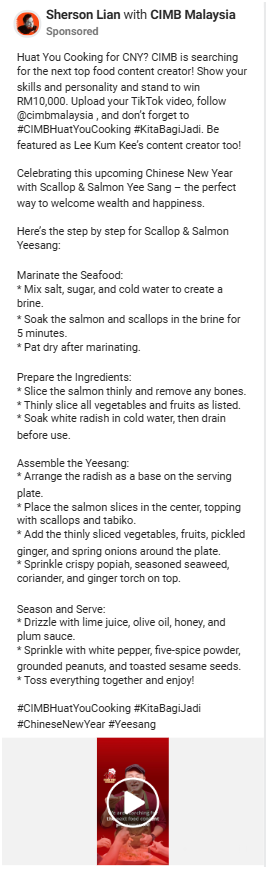 Sherson Lian with CIMB Malaysia
Sponsored
Huat You Cooking for CNY? CIMB is searching
for the next top food content creator! Show your
skills and personality and stand to win
RM10,000. Upload your TikTok video, follow
@cimbmalaysia , and don't forget to
#CIMBHuatYouCooking #KitaBagiJadi. Be
featured as Lee Kum Kee's content creator too!
Celebrating this upcoming Chinese New Year
with Scallop & Salmon Yee Sang – the perfect
way to welcome wealth and happiness.
Here's the step by step for Scallop & Salmon
Yeesang:
Marinate the Seafood:
* Mix salt, sugar, and cold water to create a
brine.
* Soak the salmon and scallops in the brine for
5 minutes.
* Pat dry after marinating.
Prepare the Ingredients:
* Slice the salmon thinly and remove any bones.
* Thinly slice all vegetables and fruits as listed.
* Soak white radish in cold water, then drain
before use.
Assemble the Yeesang:
* Arrange the radish as a base on the serving
plate.
* Place the salmon slices in the center, topping
with scallops and tabiko.
* Add the thinly sliced vegetables, fruits, pickled
ginger, and spring onions around the plate.
* Sprinkle crispy popiah, seasoned seaweed,
coriander, and ginger torch on top.
Season and Serve:
* Drizzle with lime juice, olive oil, honey, and
plum sauce.
* Sprinkle with white pepper, five-spice powder,
grounded peanuts, and toasted sesame seeds.
* Toss everything together and enjoy!
#CIMBHuatYouCooking #KitaBagiJadi
#ChineseNewYear #Yeesang